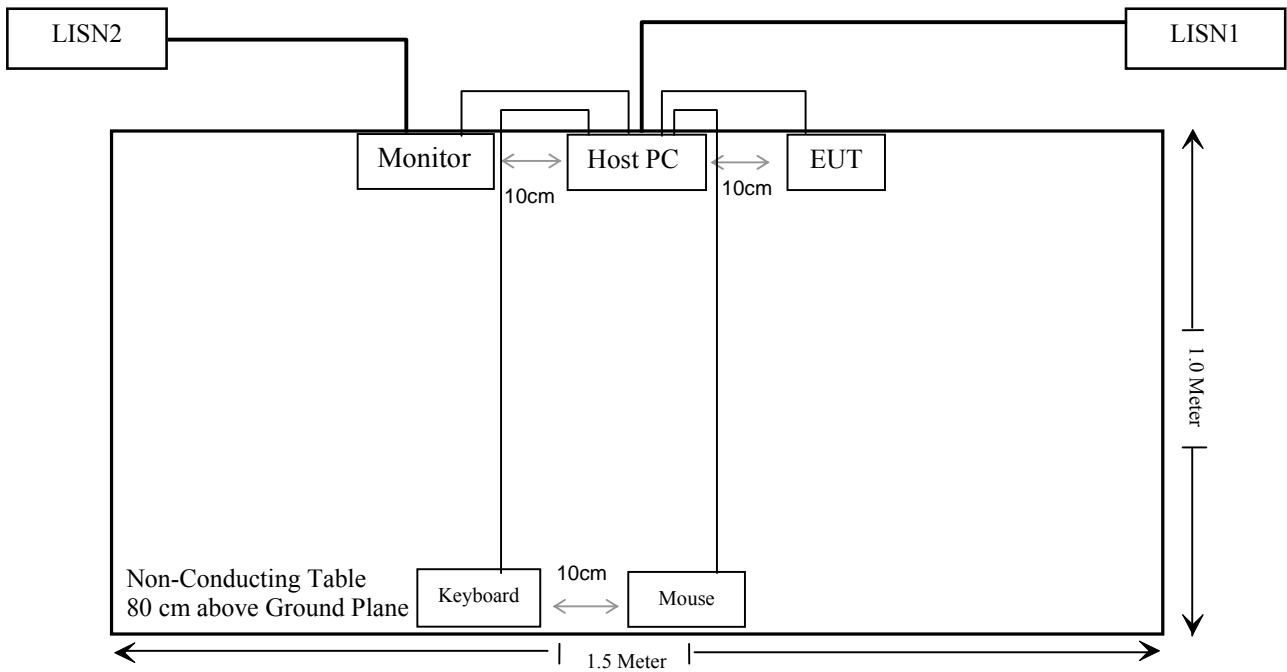 LISN2
LISN1
Monitor
Host PC
EUT
10cm
10cm
1.0 Meter
Non-Conducting Table
80 cm above Ground Plane
Keyboard
10cm
Mouse
1.5 Meter